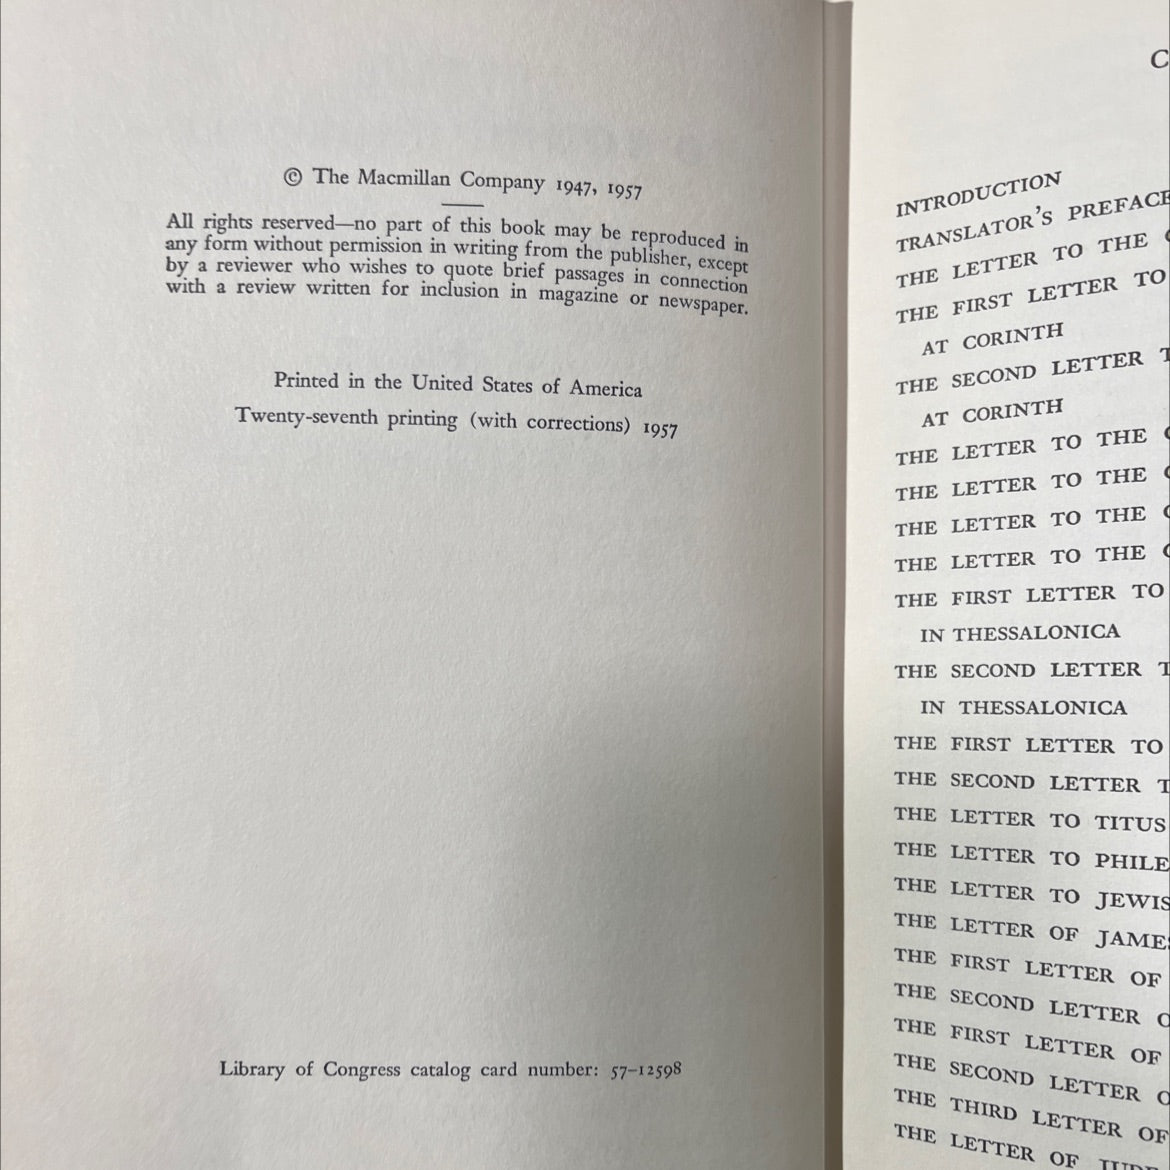 © The Macmillan Company 1947, 1957
All rights reserved—no part of this book may be reproduced in
any form without permission in writing from the publisher, except
by a reviewer who wishes to quote brief passages in connection
with a review written for inclusion in magazine or newspaper.
Printed in the United States of America
Twenty-seventh printing (with corrections) 1957
Library of Congress catalog card number: 57-12598
C
INTRODUCTION
TRANSLATOR'S PREFACE
THE LETTER TO THE
THE FIRST LETTER TO
AT CORINTH
THE SECOND LETTER T
AT CORINTH
THE LETTER TO THE
THE LETTER TO THE
THE LETTER TO THE
THE LETTER TO THE
THE FIRST LETTER TO
IN THESSALONICA
THE SECOND LETTER T
IN THESSALONICA
THE FIRST LETTER TO
THE SECOND LETTER T
THE LETTER TO TITUS
THE LETTER TO PHILE
THE LETTER TO JEWIS
THE LETTER OF JAMES
THE FIRST LETTER OF
THE SECOND LETTER O
THE FIRST LETTER OF
THE SECOND LETTER O
THE THIRD LETTER OF
THE LETTER OF